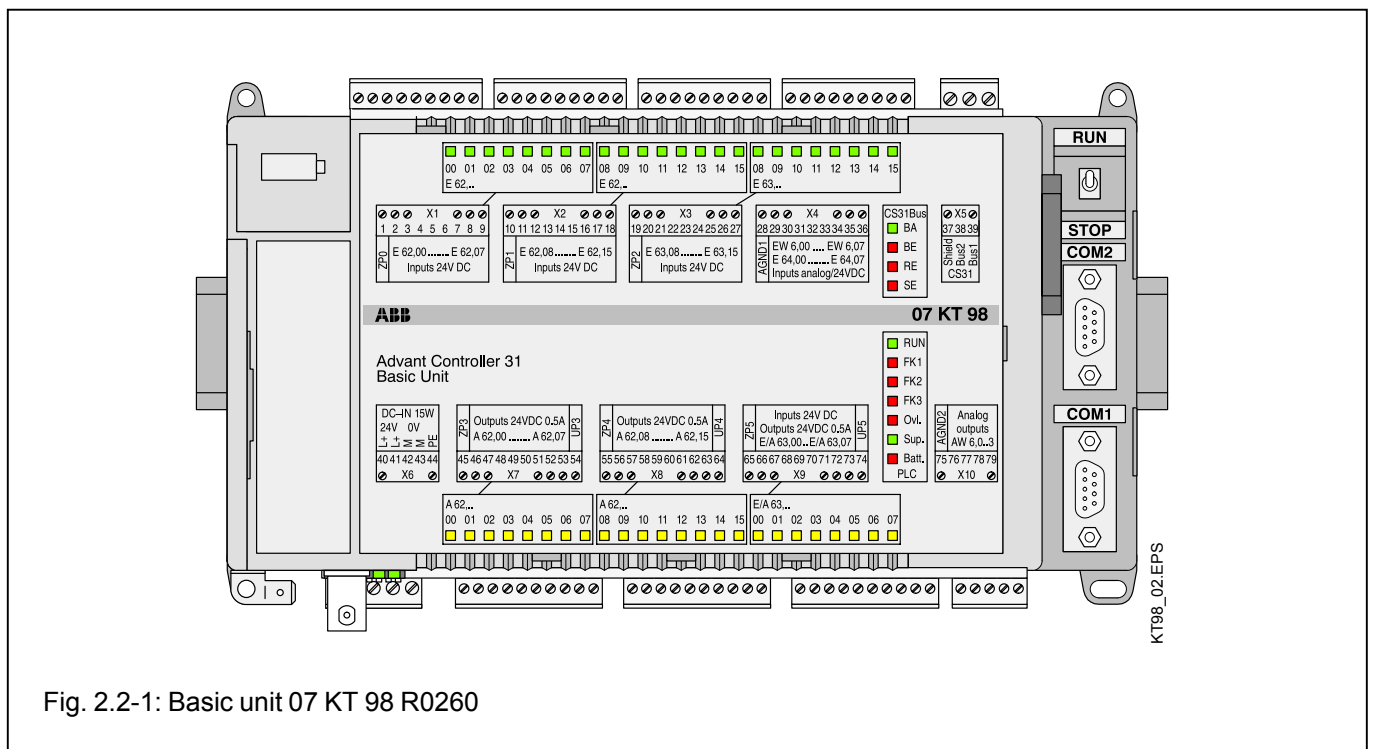 RUN
00 01 02 03 04 05 06 07
E 62,..
08 09 10 11 12 13 14 15
E 62,..
08 09 10 11 12 13 14 15
E 63,..
X1
1 2 3 4 5 6 7 8 9
ZP0
E 62,00.......E 62,07
Inputs 24V DC
X2
10 11 12 13 14 15 16 17 18
ZP1
E 62,08.......E 62,15
Inputs 24V DC
X3
19 20 21 22 23 24 25 26 27
ZP2
E 63,08.......E 63,15
Inputs 24V DC
X4
28 29 30 31 32 33 34 35 36
AGND1
EW 6,00 .... EW 6,07
E 64,00.......E 64,07
Inputs analog/24VDC
CS31Bus
BA
BE
RE
SE
X5
37 38 39
Shield
Bus2
Bus1
CS31
STOP
COM2
ABB
07 KT 98
Advant Controller 31
Basic Unit
RUN
FK1
FK2
FK3
Ovl.
Sup.
Batt.
PLC
DC–IN 15W
24V 0V
L+
L+
M
M
PE
40 41 42 43 44
X6
ZP3
Outputs 24VDC 0.5A
A 62,00 ........ A 62,07
UP3
45 46 47 48 49 50 51 52 53 54
X7
ZP4
Outputs 24VDC 0.5A
A 62,08 ........ A 62,15
UP4
55 56 57 58 59 60 61 62 63 64
X8
ZP5
Inputs 24V DC
Outputs 24VDC 0.5A
E/A 63,00..E/A 63,07
UP5
65 66 67 68 69 70 71 72 73 74
X9
AGND2
Analog
outputs
AW 6,0..3
75 76 77 78 79
X10
COM1
A 62,..
00 01 02 03 04 05 06 07
A 62,..
08 09 10 11 12 13 14 15
E/A 63,..
00 01 02 03 04 05 06 07
KT98_02.EPS
Fig. 2.2-1: Basic unit 07 KT 98 R0260